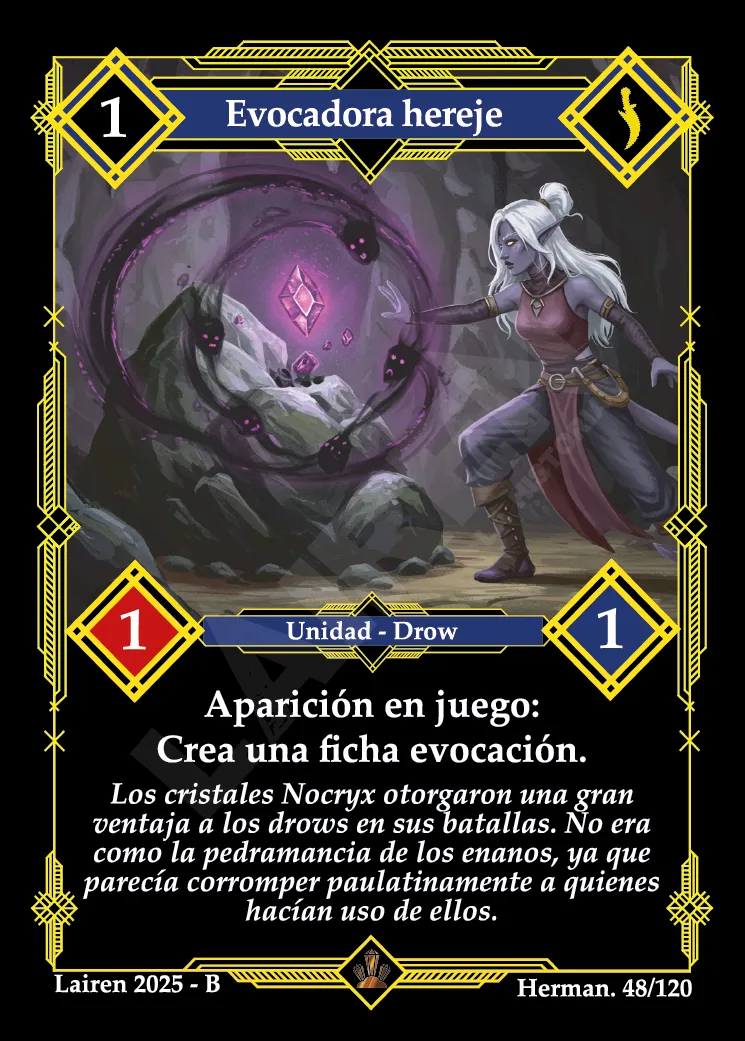 1
Evocadora hereje
1
Unidad - Drow
1
Aparición en juego:
Crea una ficha evocación.
Los cristales Nocryx otorgaron una gran
ventaja a los drows en sus batallas. No era
como la pedramancia de los enanos, ya que
parecía corromper paulatinamente a quienes
hacían uso de ellos.
Lairen 2025 - B
Herman. 48/120